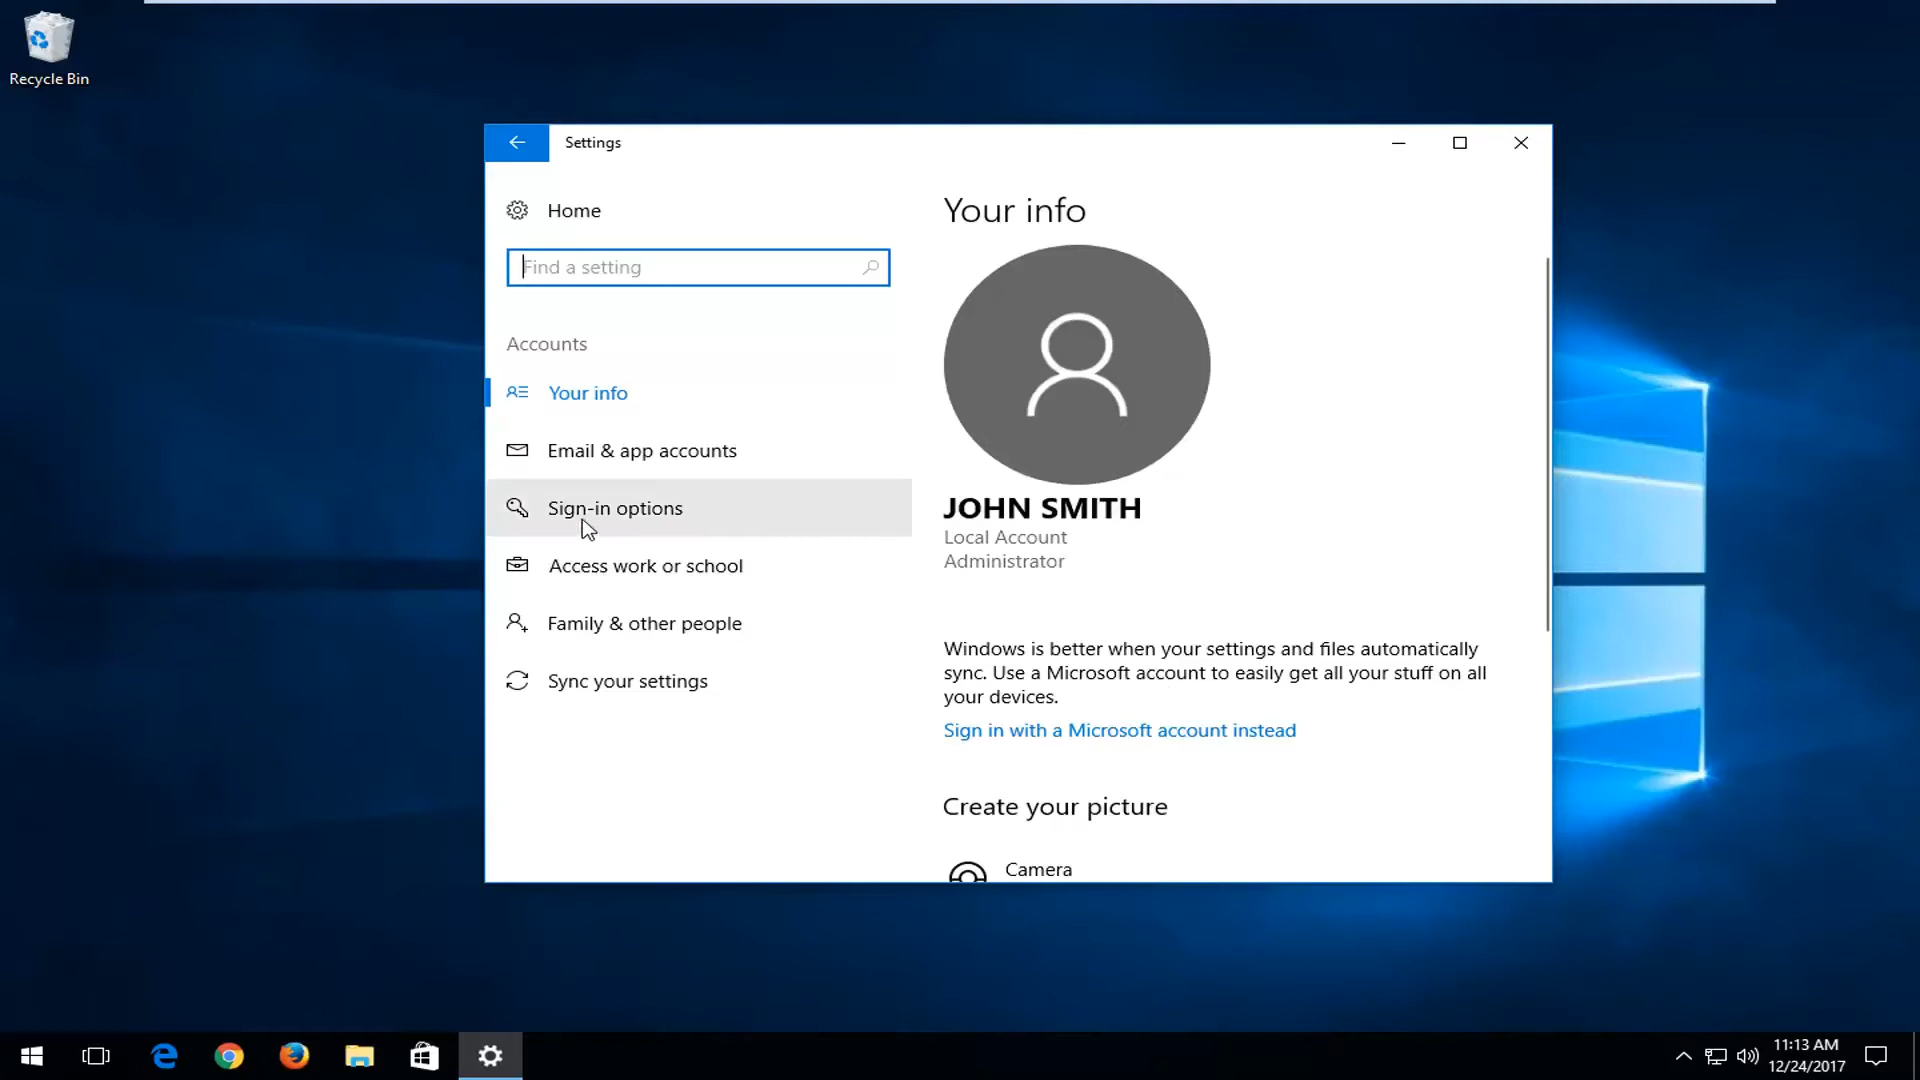 Recycle Bin
Settings
Home
Find a setting
Accounts
Your info
Email & app accounts
Sign-in options
Access work or school
Family & other people
Sync your settings
Your info
JOHN SMITH
Local Account
Administrator
Windows is better when your settings and files automatically
sync. Use a Microsoft account to easily get all your stuff on all
your devices.
Sign in with a Microsoft account instead
Create your picture
Camera
11:13 AM
12/24/2017